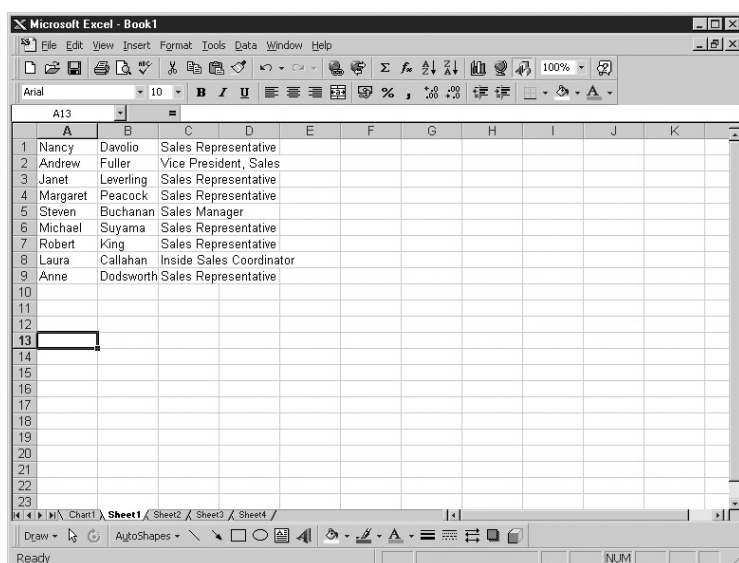 Microsoft Excel - Book1
File Edit View Insert Format Tools Data Window Help
Σ fx 100%
Arial 10 B I U % ,
A13 =
A B C D E F G H I J K
1 Nancy Davolio Sales Representative
2 Andrew Fuller Vice President, Sales
3 Janet Leverling Sales Representative
4 Margaret Peacock Sales Representative
5 Steven Buchanan Sales Manager
6 Michael Suyama Sales Representative
7 Robert King Sales Representative
8 Laura Callahan Inside Sales Coordinator
9 Anne Dodsworth Sales Representative
10
11
12
13
14
15
16
17
18
19
20
21
22
23
Chart1 Sheet1 Sheet2 Sheet3 Sheet4
Draw AutoShapes A
Ready NUM